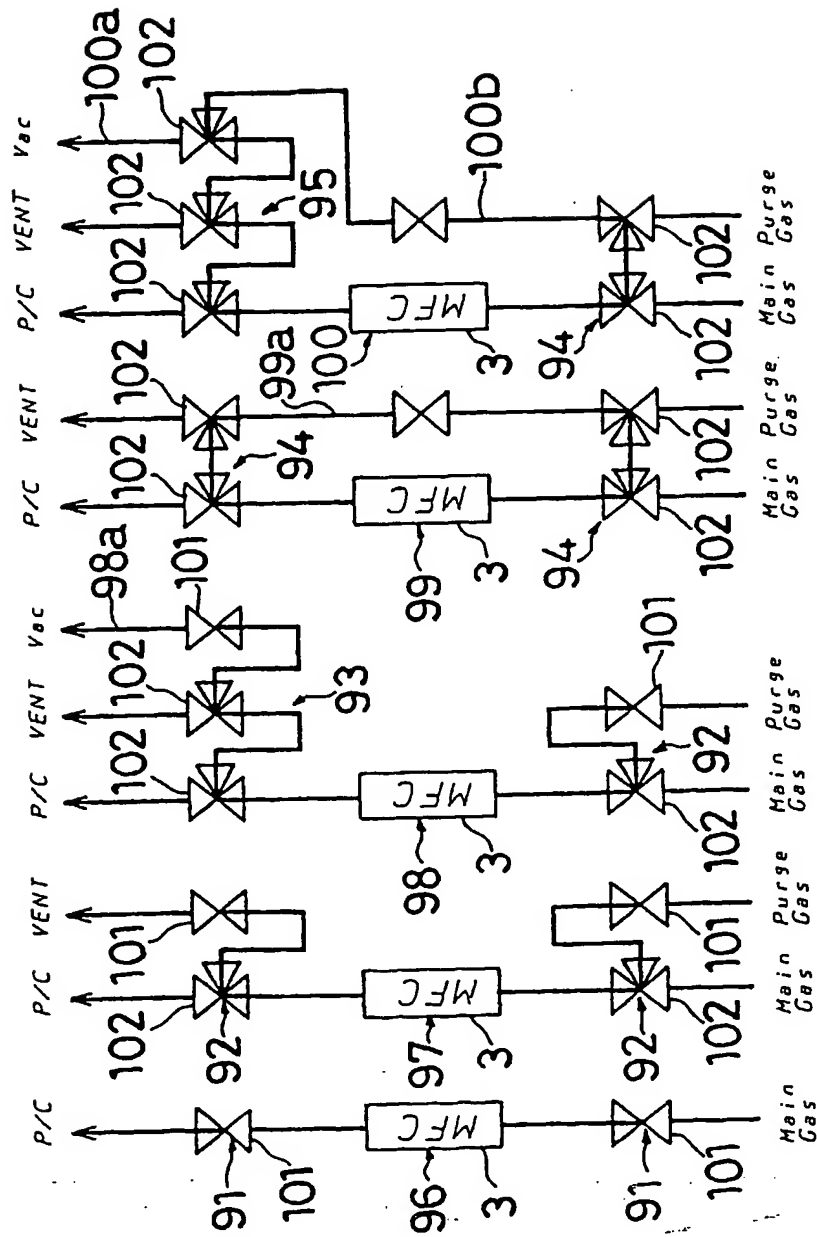 P/C
91
101
96
MFC
3
91
101
Main
Gas
P/C
VENT
102
101
92
97
MFC
3
92
102
101
Main
Gas
Purge
Gas
P/C
VENT
Vac
98a
102
102
101
93
98
MFC
3
92
101
102
Main
Gas
Purge
Gas
P/C
VENT
102
102
94
99a
99
MFC
3
94
102
102
Main
Gas
Purge
Gas
P/C
VENT
Vac
100a
102
102
102
95
100
MFC
3
100b
94
102
102
Main
Gas
Purge
Gas